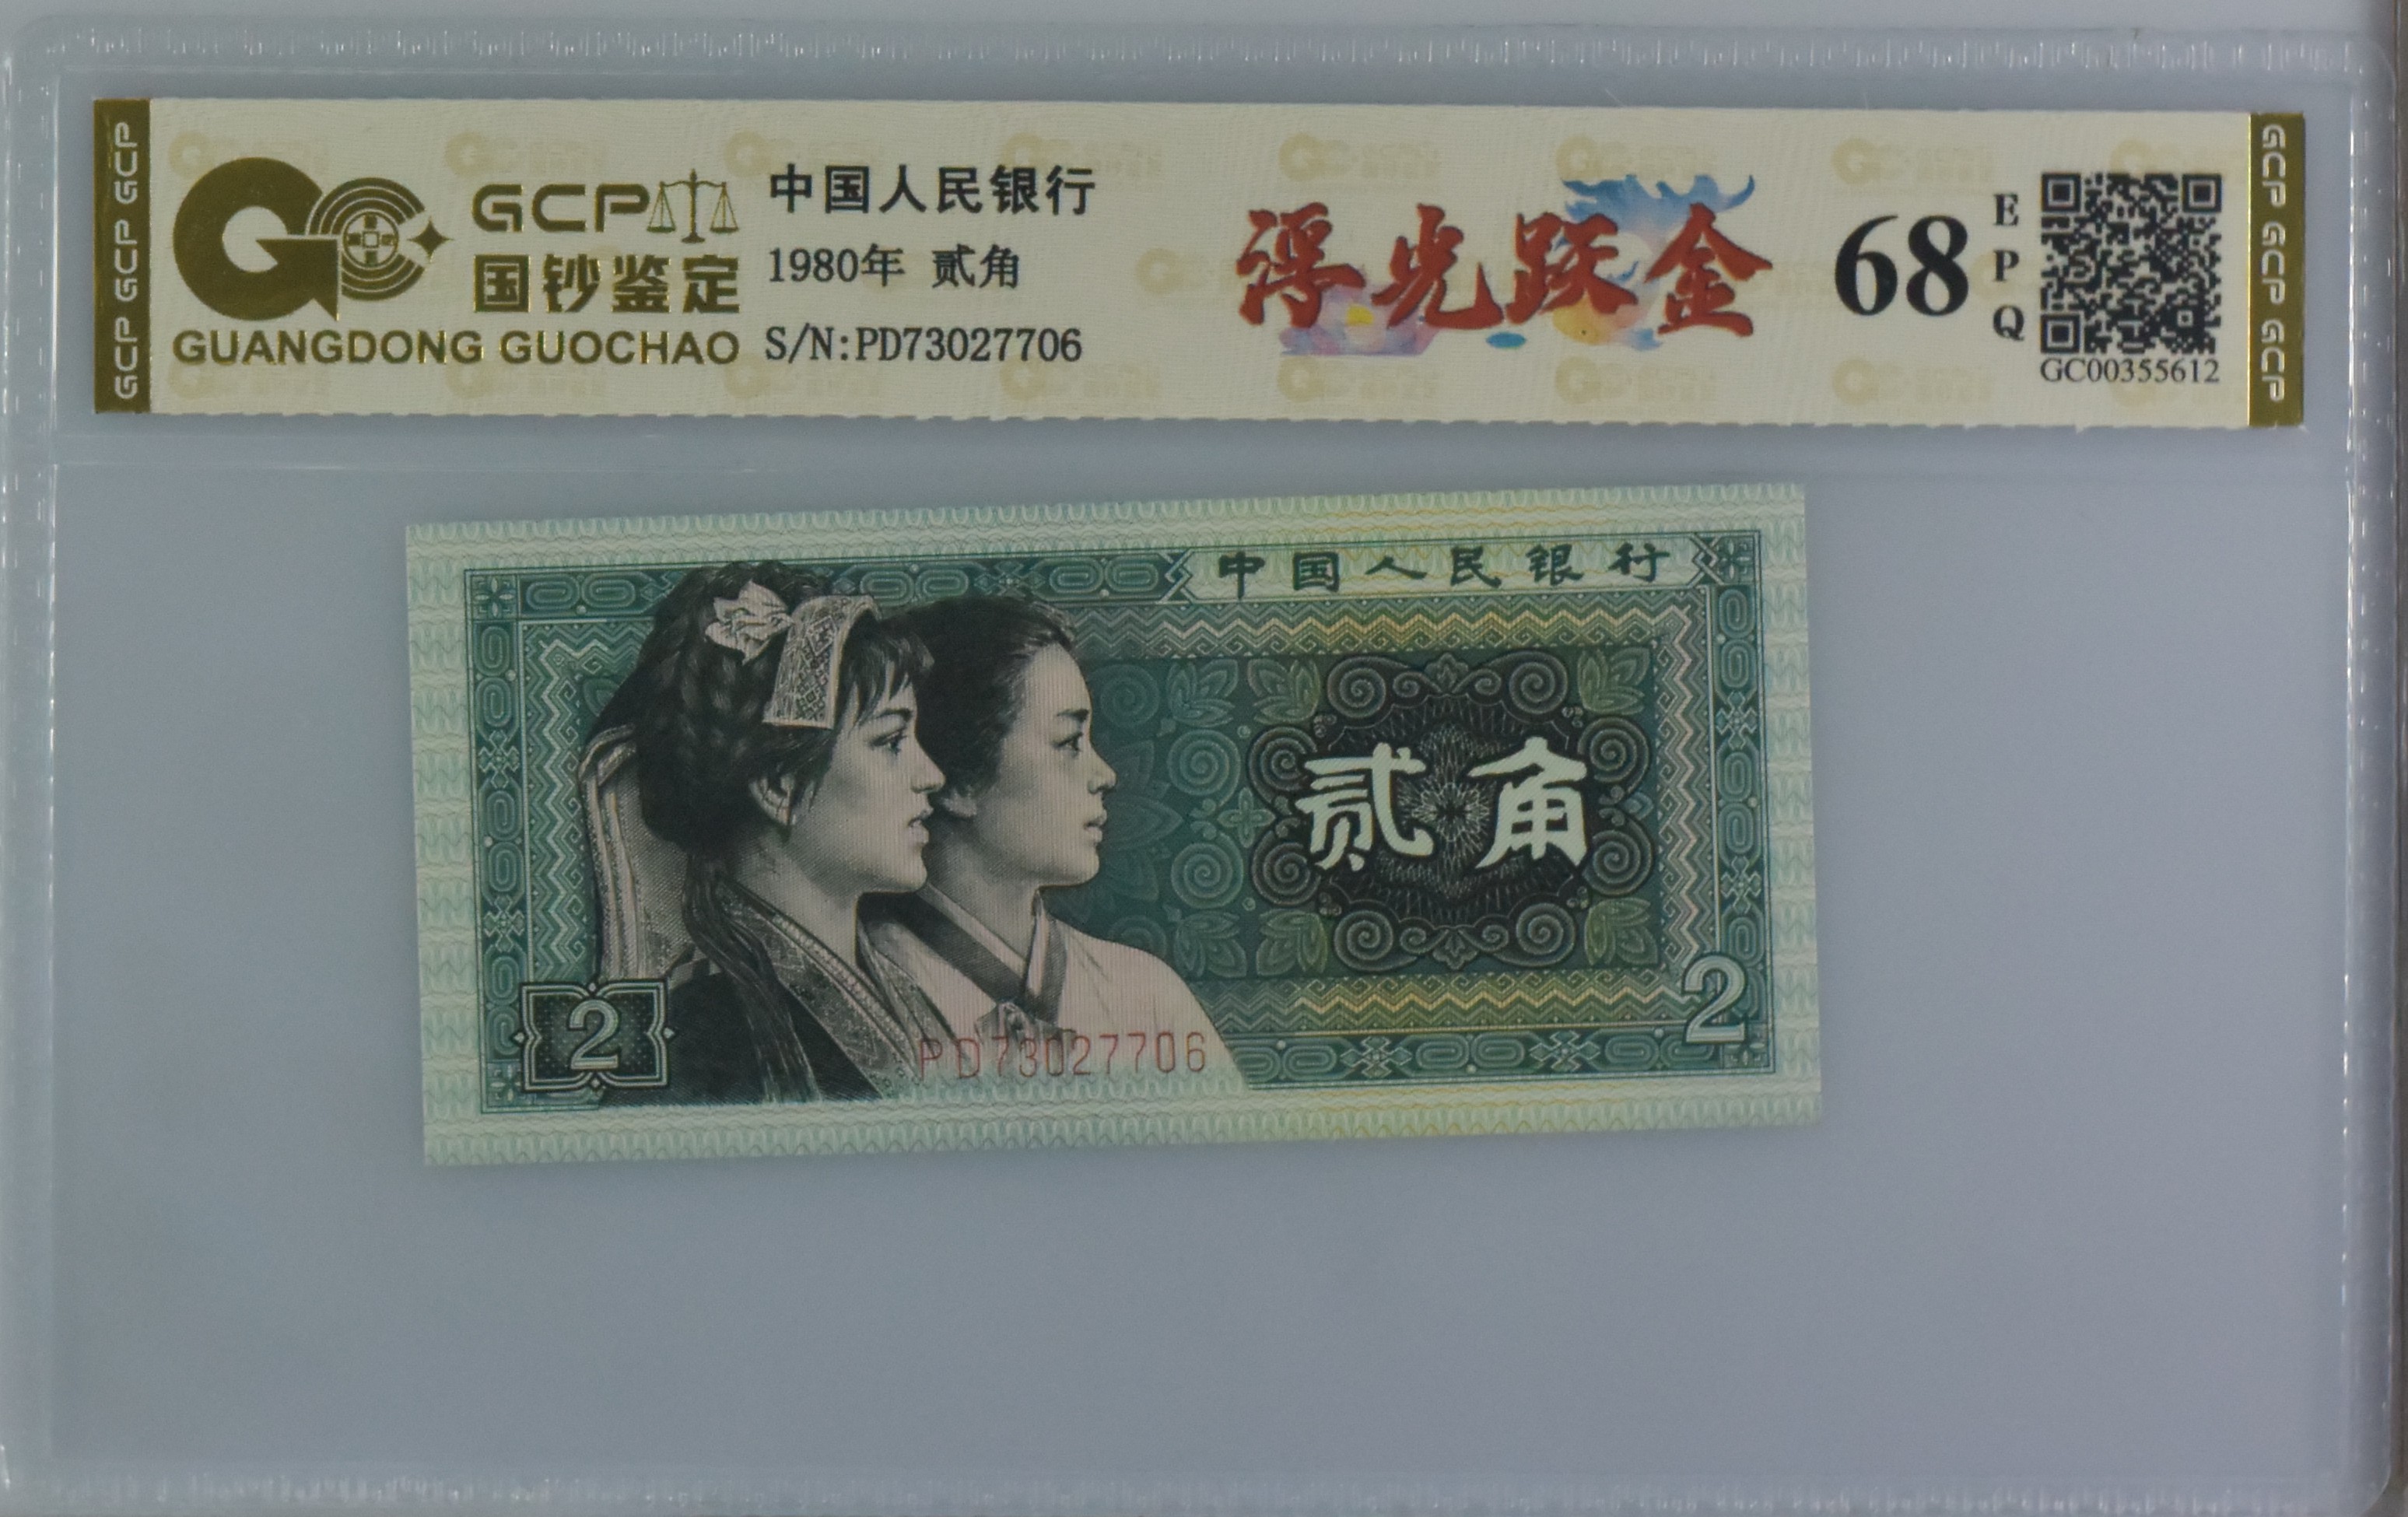 GCP GCP GCP
GCP
国钞鉴定
GUANGDONG GUOCHAO
中国人民银行
1980年 贰角
S/N:PD73027706
浮光跃金
68
EPQ
GC00355612
GCP GCP GCP
中国人民银行
贰角
2
2
PD73027706